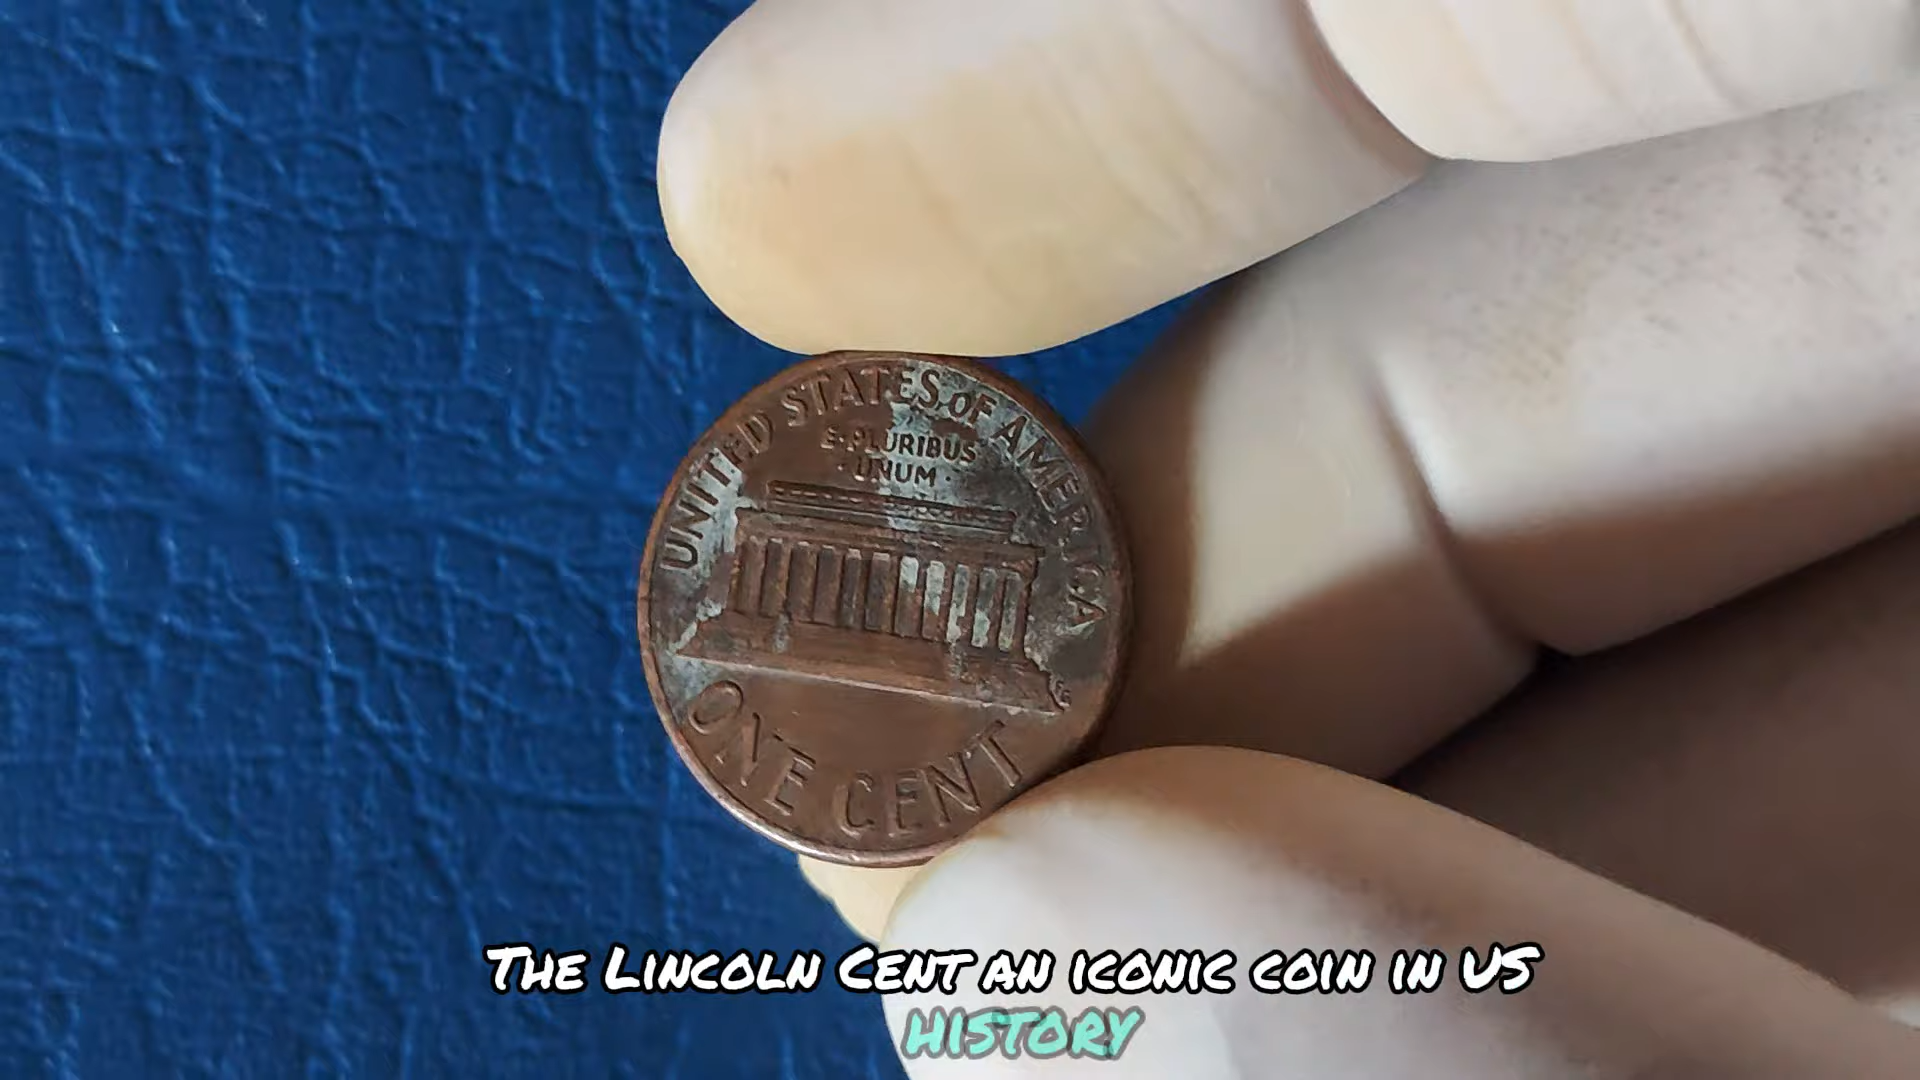 UNITED STATES OF AMERICA
E·PLURIBUS
·UNUM·
ONE CENT
THE LINCOLN CENT AN ICONIC COIN IN US
HISTORY